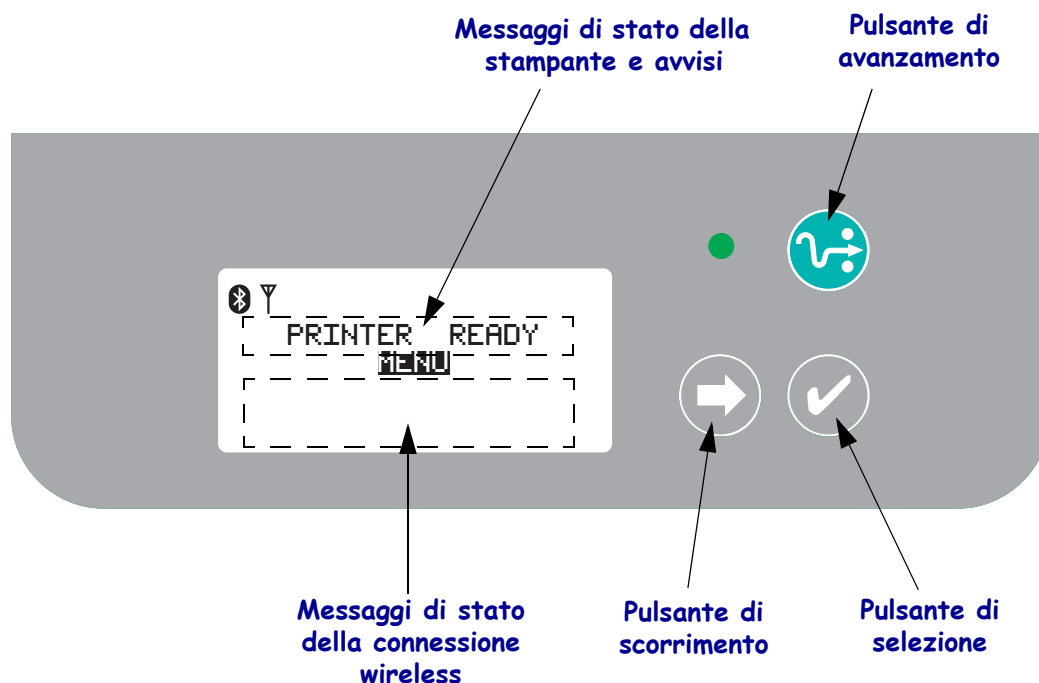 Messaggi di stato della
stampante e avvisi
Pulsante di
avanzamento
PRINTER READY
MENU
Messaggi di stato
della connessione
wireless
Pulsante di
scorrimento
Pulsante di
selezione